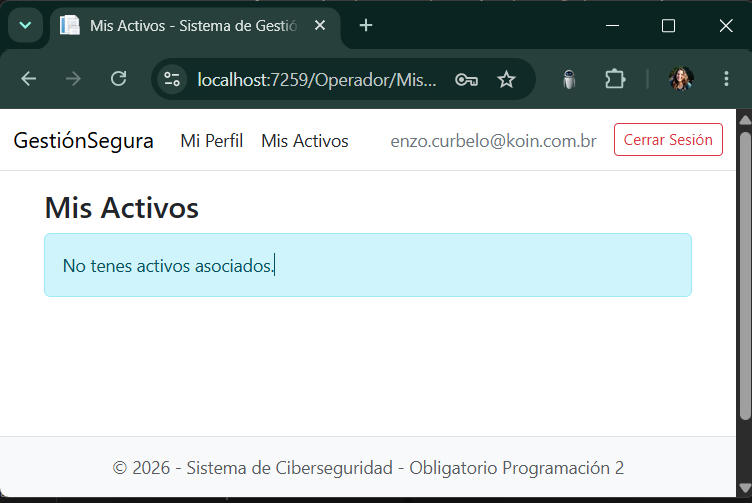 Mis Activos - Sistema de Gestió
localhost:7259/Operador/Mis...
GestiónSegura Mi Perfil Mis Activos enzo.curbelo@koin.com.br Cerrar Sesión
Mis Activos
No tenes activos asociados.
© 2026 - Sistema de Ciberseguridad - Obligatorio Programación 2